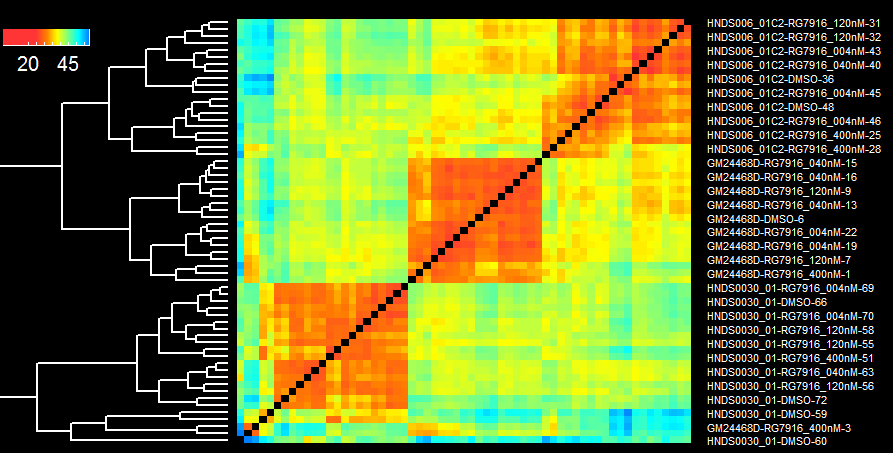 20 45
HNDS006_01C2-RG7916_120nM-31
HNDS006_01C2-RG7916_120nM-32
HNDS006_01C2-RG7916_004nM-43
HNDS006_01C2-RG7916_040nM-40
HNDS006_01C2-DMSO-36
HNDS006_01C2-RG7916_004nM-45
HNDS006_01C2-DMSO-48
HNDS006_01C2-RG7916_004nM-46
HNDS006_01C2-RG7916_400nM-25
HNDS006_01C2-RG7916_400nM-28
GM24468D-RG7916_040nM-15
GM24468D-RG7916_040nM-16
GM24468D-RG7916_120nM-9
GM24468D-RG7916_040nM-13
GM24468D-DMSO-6
GM24468D-RG7916_004nM-22
GM24468D-RG7916_004nM-19
GM24468D-RG7916_120nM-7
GM24468D-RG7916_400nM-1
HNDS0030_01-RG7916_004nM-69
HNDS0030_01-DMSO-66
HNDS0030_01-RG7916_004nM-70
HNDS0030_01-RG7916_120nM-58
HNDS0030_01-RG7916_120nM-55
HNDS0030_01-RG7916_400nM-51
HNDS0030_01-RG7916_040nM-63
HNDS0030_01-RG7916_120nM-56
HNDS0030_01-DMSO-72
HNDS0030_01-DMSO-59
GM24468D-RG7916_400nM-3
HNDS0030_01-DMSO-60